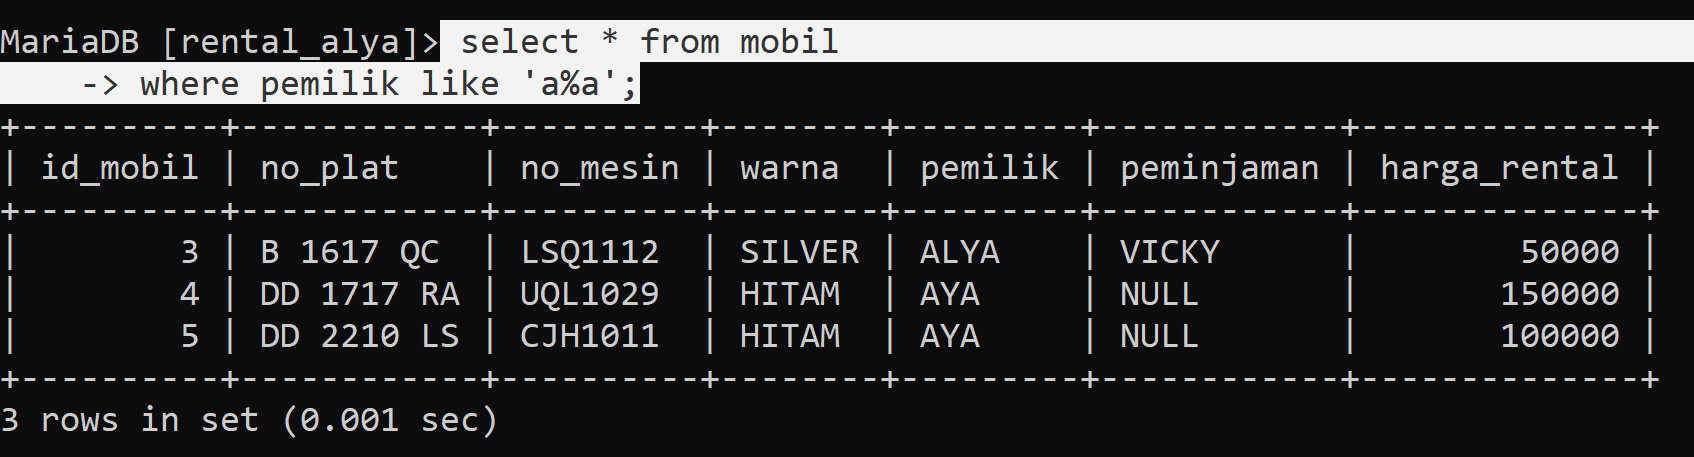 MariaDB [rental_alya]> select * from mobil
    -> where pemilik like 'a%a';
+----------+------------+----------+--------+---------+------------+--------------+
| id_mobil | no_plat    | no_mesin | warna  | pemilik | peminjaman | harga_rental |
+----------+------------+----------+--------+---------+------------+--------------+
|        3 | B 1617 QC  | LSQ1112  | SILVER | ALYA    | VICKY      |        50000 |
|        4 | DD 1717 RA | UQL1029  | HITAM  | AYA     | NULL       |       150000 |
|        5 | DD 2210 LS | CJH1011  | HITAM  | AYA     | NULL       |       100000 |
+----------+------------+----------+--------+---------+------------+--------------+
3 rows in set (0.001 sec)